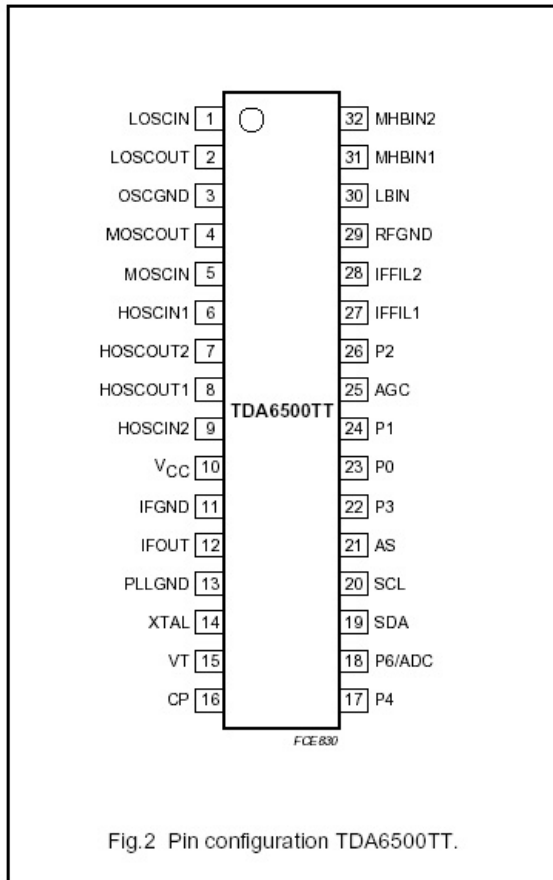 LOSCIN 1 32 MHBIN2
LOSCOUT 2 31 MHBIN1
OSCGND 3 30 LBIN
MOSCOUT 4 29 RFGND
MOSCIN 5 28 IFFIL2
HOSCIN1 6 27 IFFIL1
HOSCOUT2 7 26 P2
HOSCOUT1 8 25 AGC
TDA6500TT
HOSCIN2 9 24 P1
VCC 10 23 P0
IFGND 11 22 P3
IFOUT 12 21 AS
PLLGND 13 20 SCL
XTAL 14 19 SDA
VT 15 18 P6/ADC
CP 16 17 P4
FCE830
Fig.2 Pin configuration TDA6500TT.